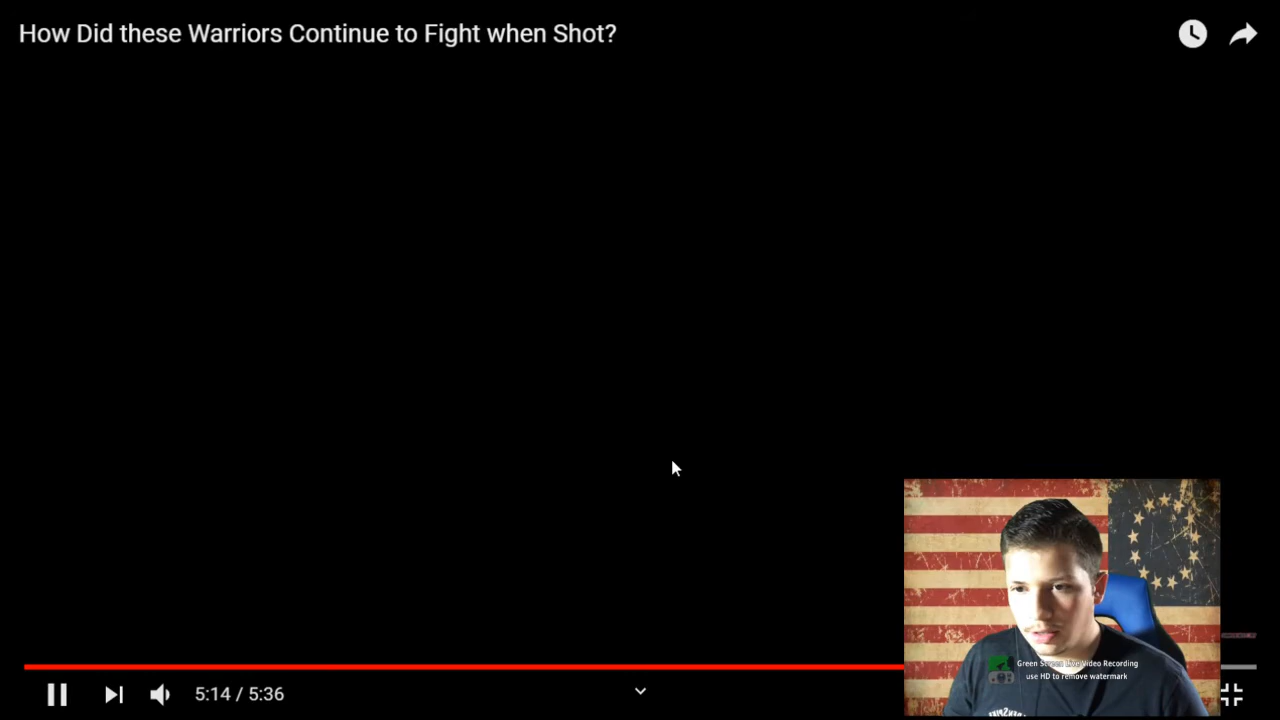 How Did these Warriors Continue to Fight when Shot?
Green Screen Live Video Recording
use HD to remove watermark
5:14 / 5:36